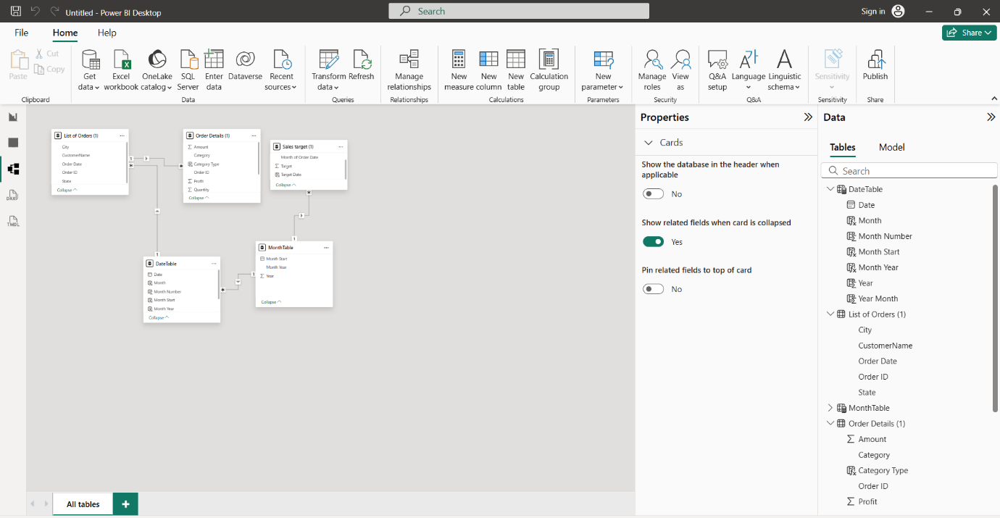 Untitled - Power BI Desktop
Search
Sign in
File
Home
Help
Share
Paste
Cut
Copy
Get data
Excel workbook
OneLake catalog
SQL Server
Enter data
Dataverse
Recent sources
Transform data
Refresh
Manage relationships
New measure
New column
New table
Calculation group
New parameter
Manage roles
View as
Q&A setup
Language
Linguistic schema
Sensitivity
Publish
Clipboard
Data
Queries
Relationships
Calculations
Parameters
Security
Q&A
Sensitivity
Share
DAX
TMDL
List of Orders (1)
City
CustomerName
Order Date
Order ID
State
Collapse
Order Details (1)
Amount
Category
Category Type
Order ID
Profit
Quantity
Collapse
Sales target (1)
Month of Order Date
Target
Target Date
Collapse
1
*
*
*
1
1
*
1
DateTable
Date
Month
Month Number
Month Start
Month Year
Collapse
MonthTable
Month Start
Month Year
Year
Collapse
All tables
Properties
Cards
Show the database in the header when
applicable
No
Show related fields when card is collapsed
Yes
Pin related fields to top of card
No
Data
Tables
Model
Search
DateTable
Date
Month
Month Number
Month Start
Month Year
Year
Year Month
List of Orders (1)
City
CustomerName
Order Date
Order ID
State
MonthTable
Order Details (1)
Amount
Category
Category Type
Order ID
Profit